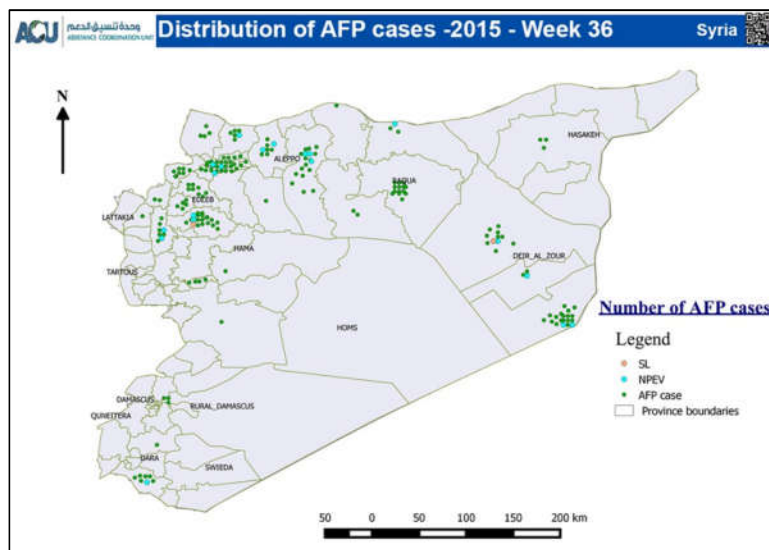 ACU
وحدة تنسيق الدعم
ASSISTANCE COORDINATION UNIT
Distribution of AFP cases -2015 - Week 36
Syria
N
HASAKEH
ALEPPO
RAQUA
EDLEB
LATTAKIA
HAMA
DEIR_AL_ZOUR
TARTOUS
Number of AFP cases
HOMS
Legend
SL
NPEV
AFP case
Province boundaries
DAMASCUS
RURAL_DAMASCUS
QUNEITERA
DARA
SWIEDA
50 0 50 100 150 200 km